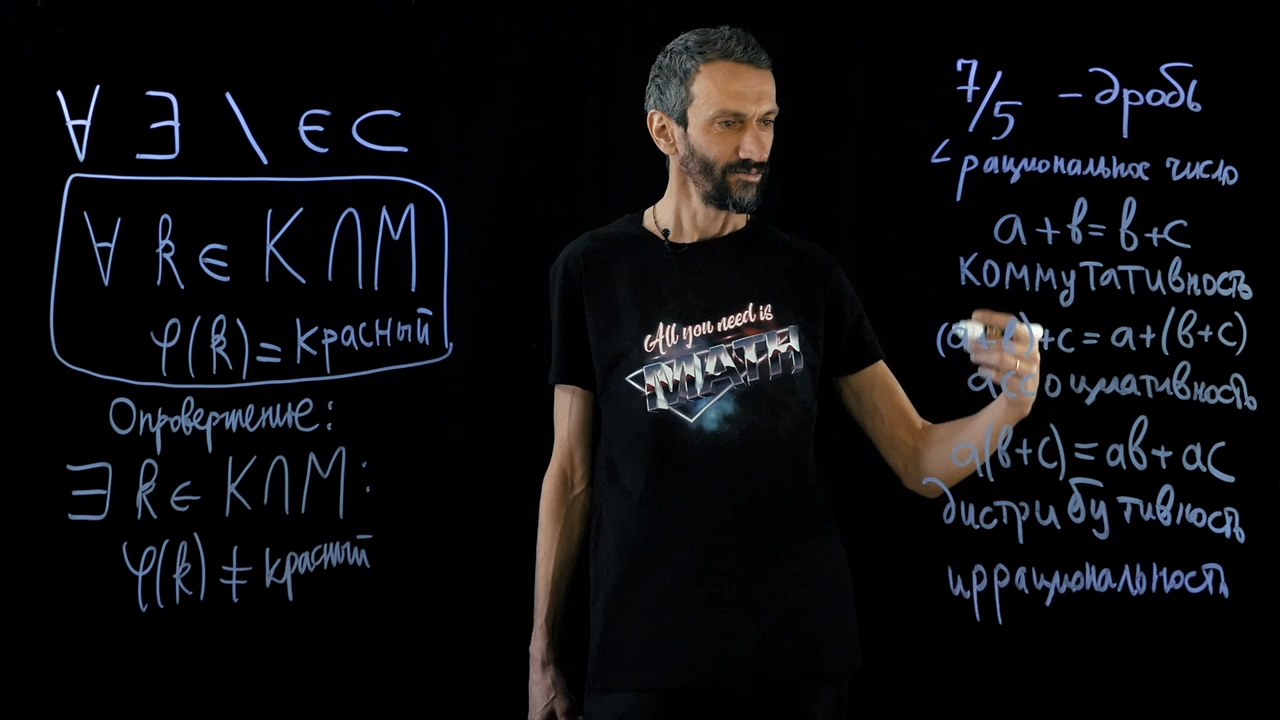 ∀ ∃ \ ∈ ⊂
∀ k ∈ K ∩ M
φ(k) = красный
Опровержение:
∃ k ∈ K ∩ M:
φ(k) ≠ красный
All you need is
MATH
7/5 - дробь
рациональное число
a + b = b + c
коммутативность
(a + b) + c = a + (b + c)
ассоциативность
a(b + c) = ab + ac
дистрибутивность
иррациональность